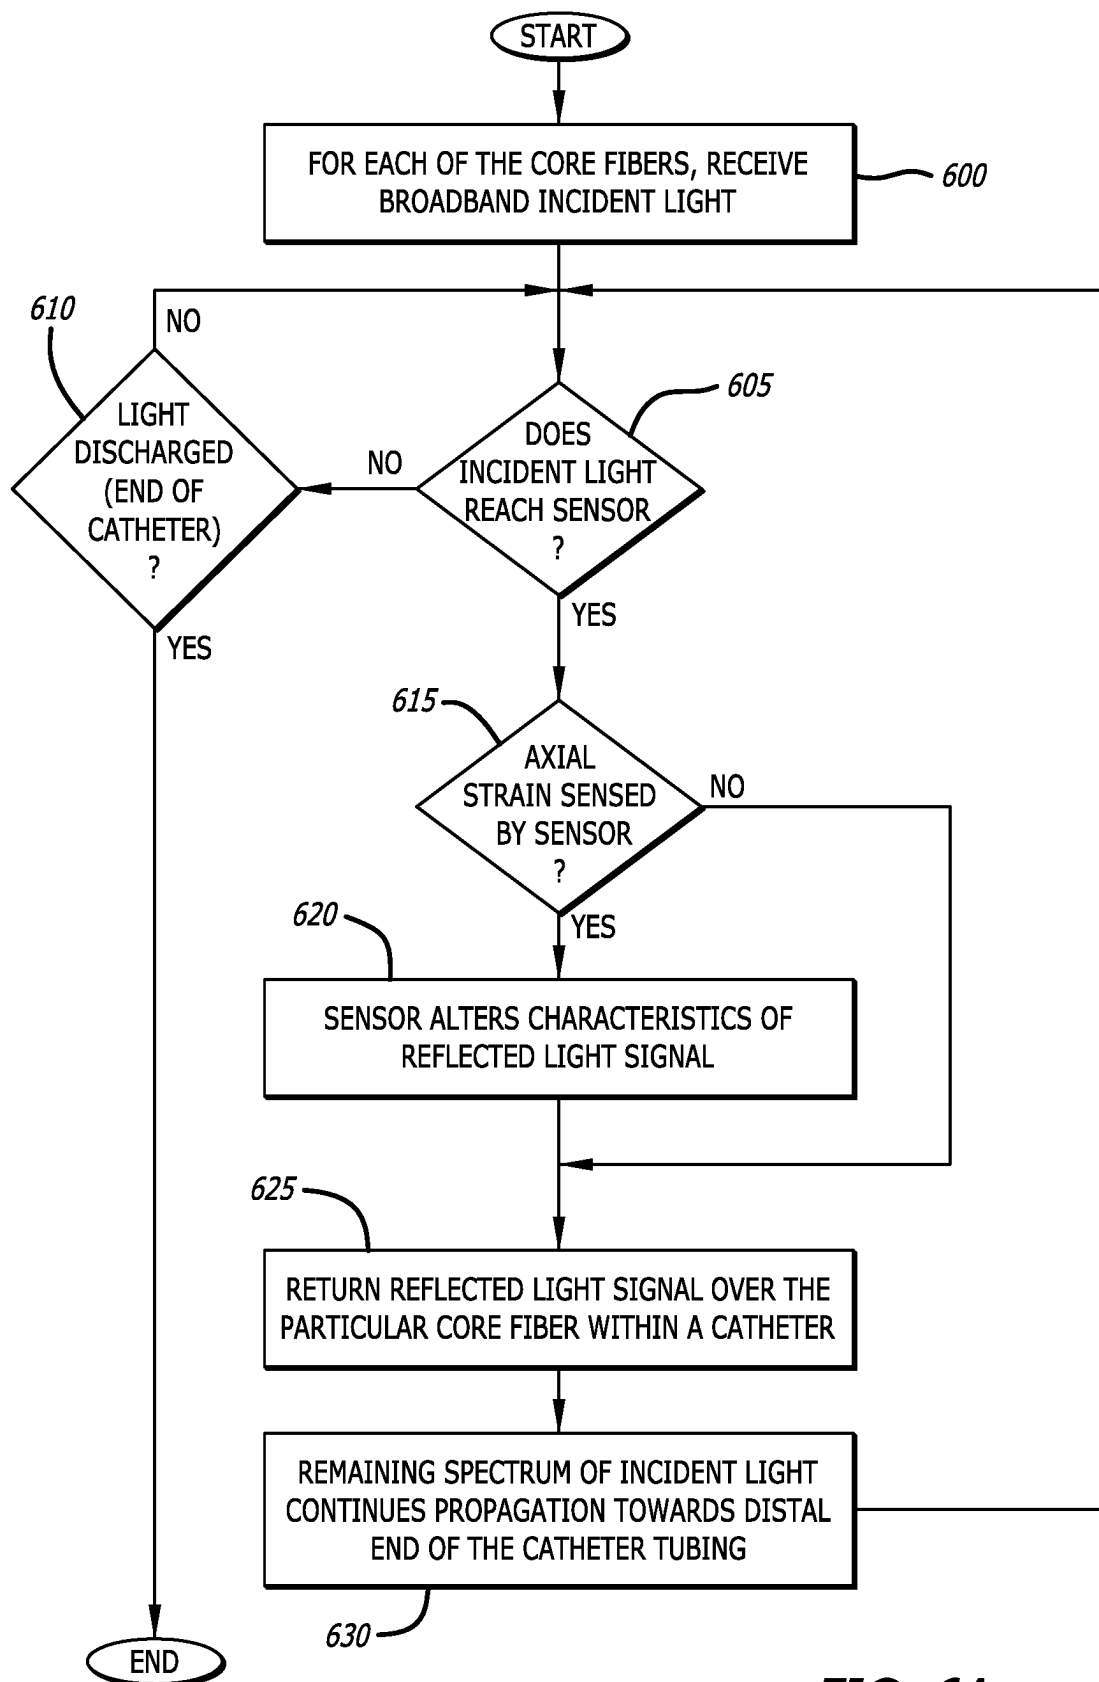 START
FOR EACH OF THE CORE FIBERS, RECEIVE
BROADBAND INCIDENT LIGHT
600
610
NO
605
LIGHT
DISCHARGED
(END OF
CATHETER)
?
NO
DOES
INCIDENT LIGHT
REACH SENSOR
?
YES
YES
615
AXIAL
STRAIN SENSED
BY SENSOR
?
NO
YES
620
SENSOR ALTERS CHARACTERISTICS OF
REFLECTED LIGHT SIGNAL
625
RETURN REFLECTED LIGHT SIGNAL OVER THE
PARTICULAR CORE FIBER WITHIN A CATHETER
REMAINING SPECTRUM OF INCIDENT LIGHT
CONTINUES PROPAGATION TOWARDS DISTAL
END OF THE CATHETER TUBING
630
END